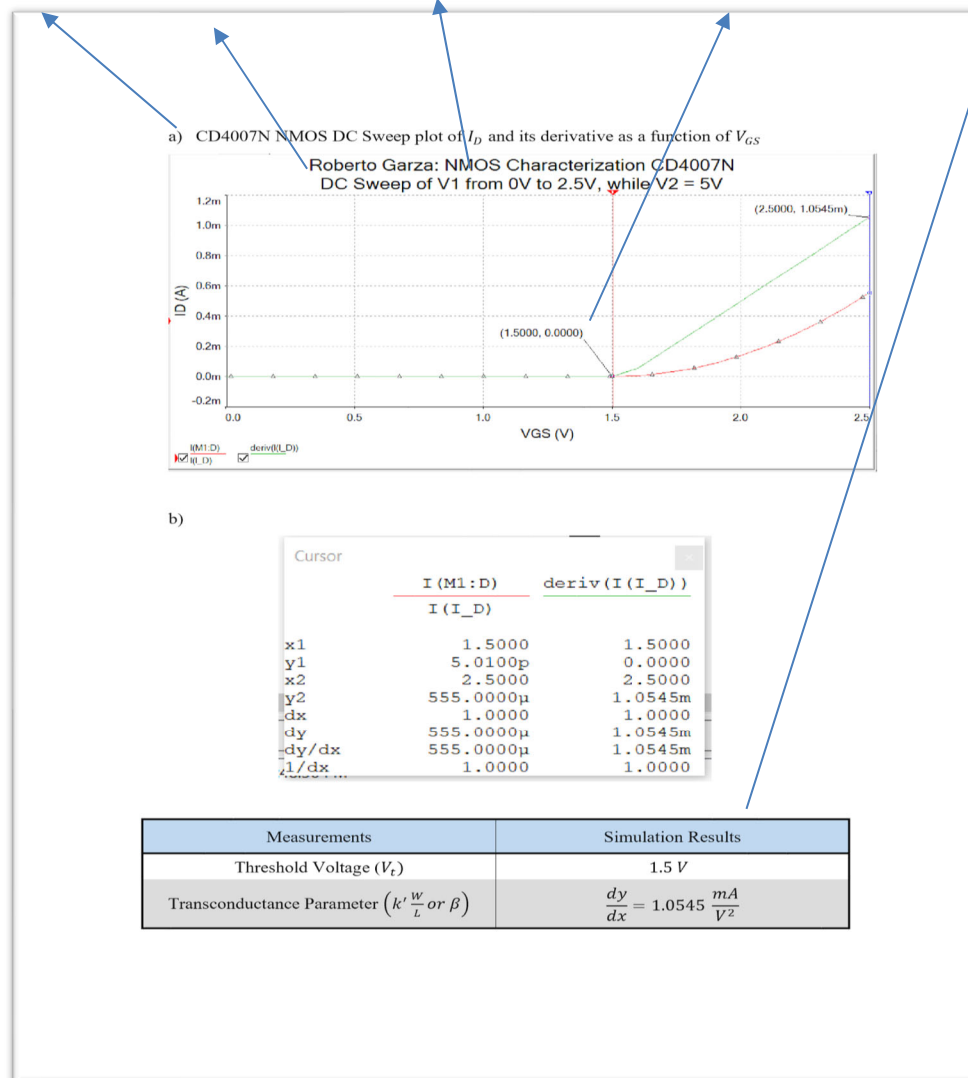 a) CD4007N NMOS DC Sweep plot of I_D and its derivative as a function of V_GS
Roberto Garza: NMOS Characterization CD4007N
DC Sweep of V1 from 0V to 2.5V, while V2 = 5V
1.2m
1.0m
0.8m
0.6m
0.4m
0.2m
0.0m
-0.2m
ID (A)
(2.5000, 1.0545m)
(1.5000, 0.0000)
0.0 0.5 1.0 1.5 2.0 2.5
VGS (V)
I(M1:D) deriv(I(I_D))
I(I_D)
b)
Cursor
I(M1:D) deriv(I(I_D))
I(I_D)
x1 1.5000 1.5000
y1 5.0100p 0.0000
x2 2.5000 2.5000
y2 555.0000µ 1.0545m
dx 1.0000 1.0000
dy 555.0000µ 1.0545m
dy/dx 555.0000µ 1.0545m
1/dx 1.0000 1.0000
Measurements Simulation Results
Threshold Voltage (V_t) 1.5 V
Transconductance Parameter (k' W/L or β) dy/dx = 1.0545 mA/V²